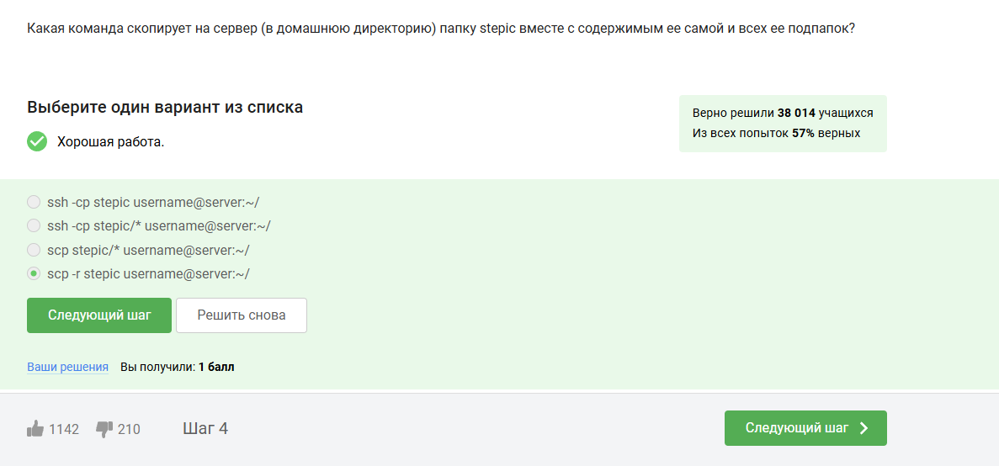 Какая команда скопирует на сервер (в домашнюю директорию) папку stepic вместе с содержимым ее самой и всех ее подпапок?
Выберите один вариант из списка
Хорошая работа.
Верно решили 38 014 учащихся
Из всех попыток 57% верных
ssh -cp stepic username@server:~/
ssh -cp stepic/* username@server:~/
scp stepic/* username@server:~/
scp -r stepic username@server:~/
Следующий шаг
Решить снова
Ваши решения Вы получили: 1 балл
1142 210 Шаг 4
Следующий шаг